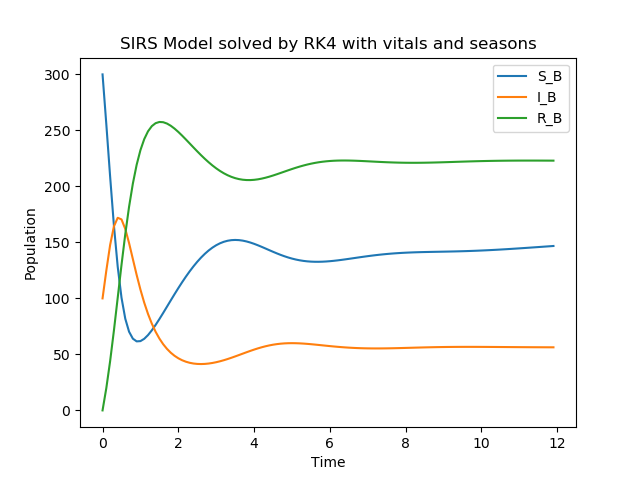 SIRS Model solved by RK4 with vitals and seasons
S_B
I_B
R_B
300
250
200
150
100
50
0
Population
0 2 4 6 8 10 12
Time